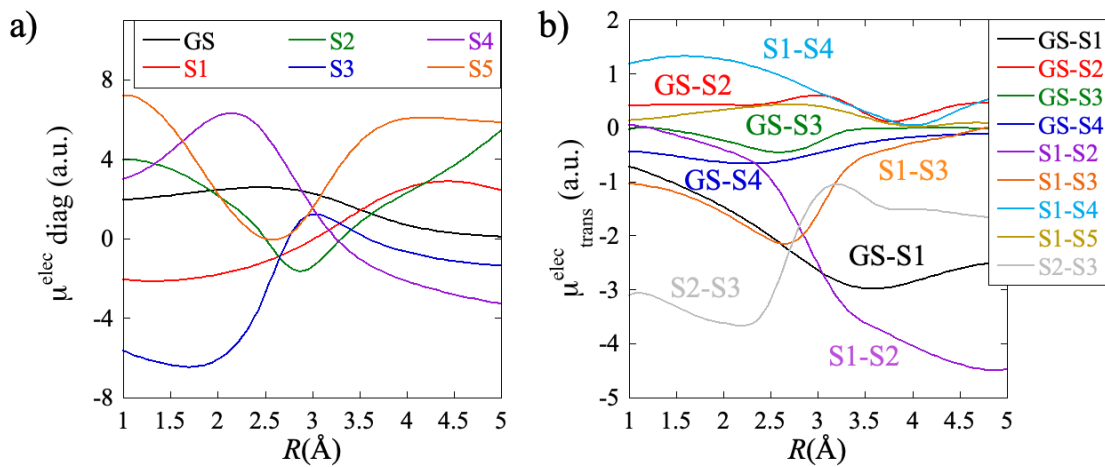 a)
GS S2 S4
S1 S3 S5
μ^elec diag (a.u.)
8
4
0
-4
-8
1 1.5 2 2.5 3 3.5 4 4.5 5
R(Å)
b)
μ^elec_trans (a.u.)
2
1
0
-1
-2
-3
-4
-5
1 1.5 2 2.5 3 3.5 4 4.5 5
R(Å)
S1-S4
GS-S2
GS-S3
GS-S4
S1-S3
GS-S1
S2-S3
S1-S2
GS-S1
GS-S2
GS-S3
GS-S4
S1-S2
S1-S3
S1-S4
S1-S5
S2-S3